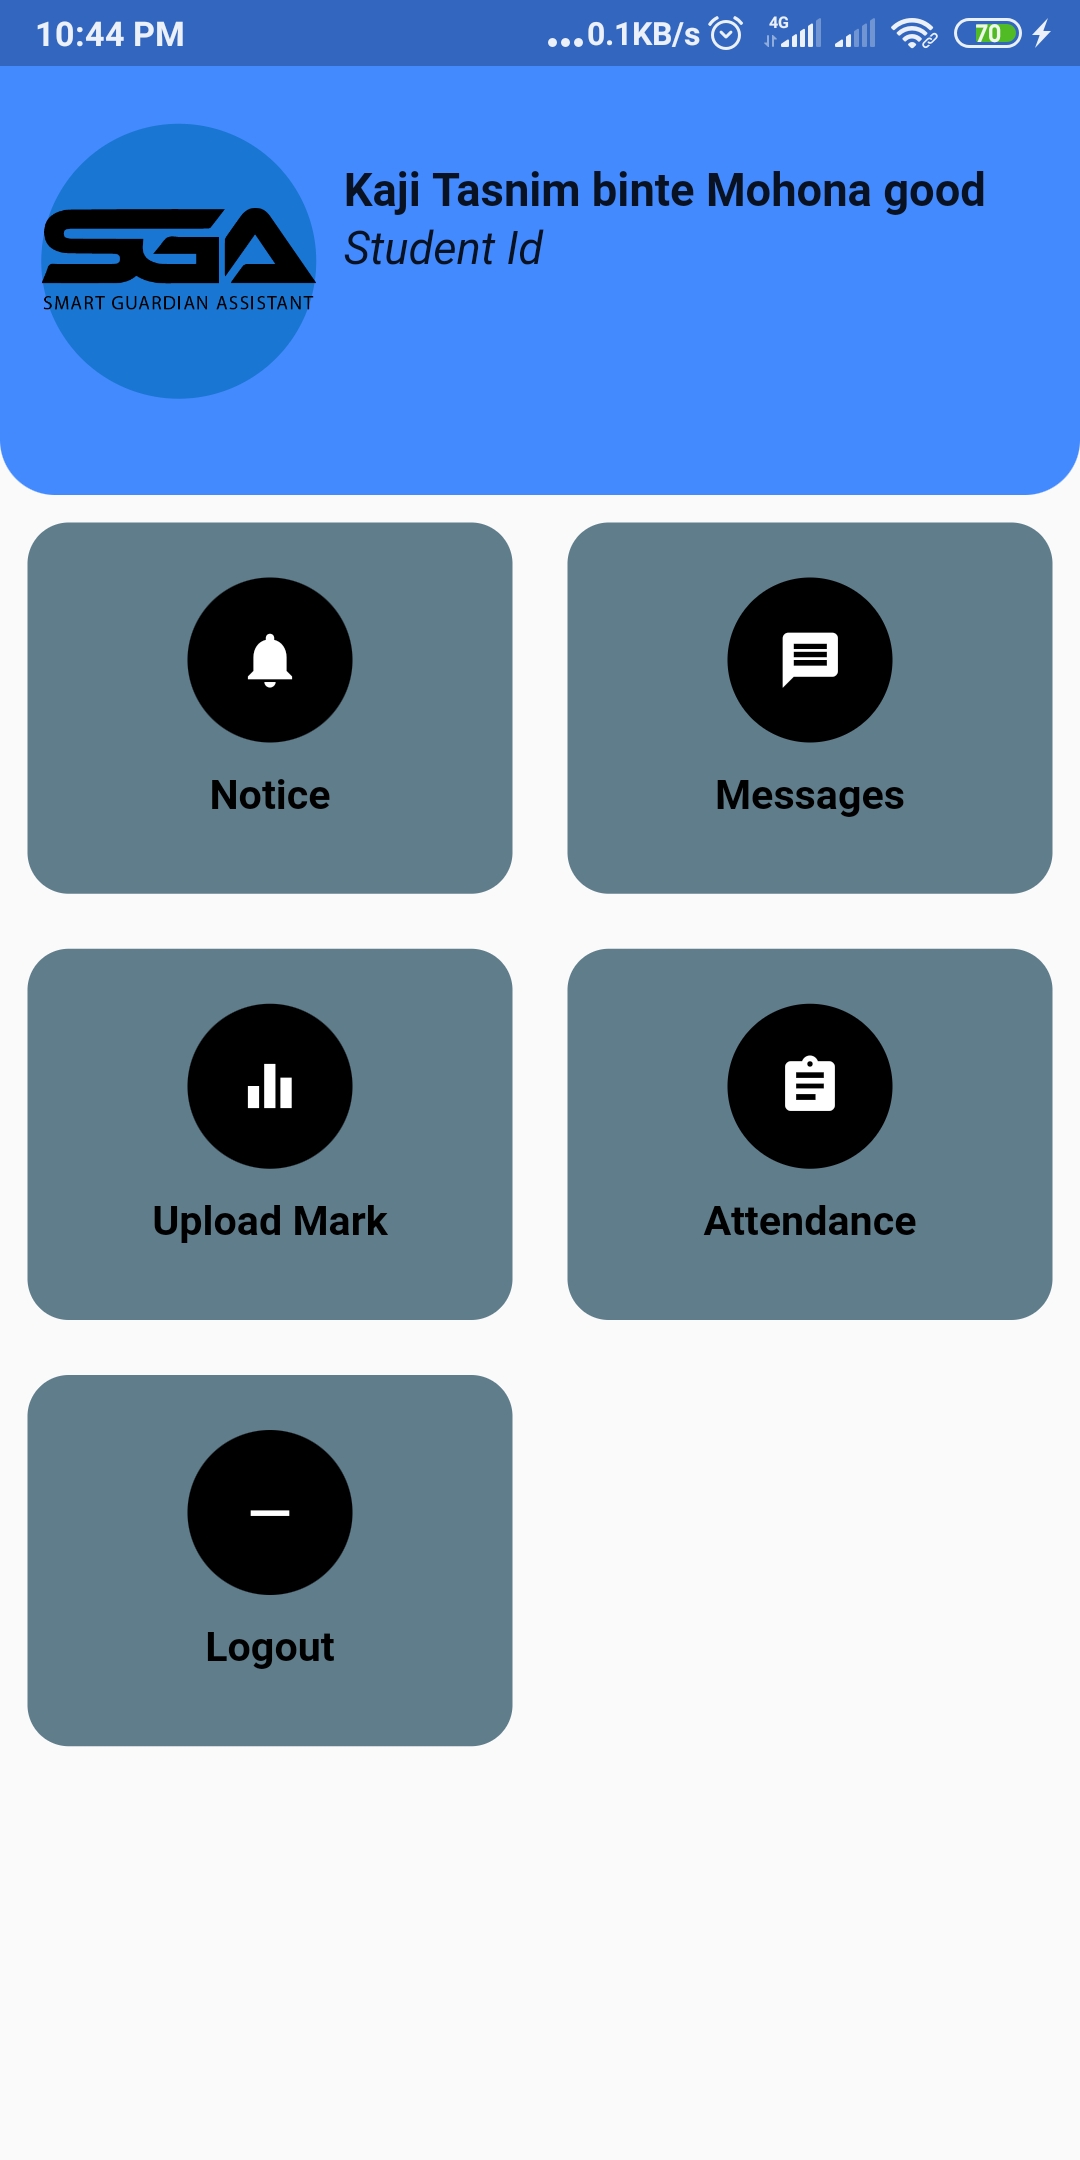 10:44 PM
...0.1KB/s 4G 70
Kaji Tasnim binte Mohona good
Student Id
SGA
SMART GUARDIAN ASSISTANT
Notice
Messages
Upload Mark
Attendance
Logout